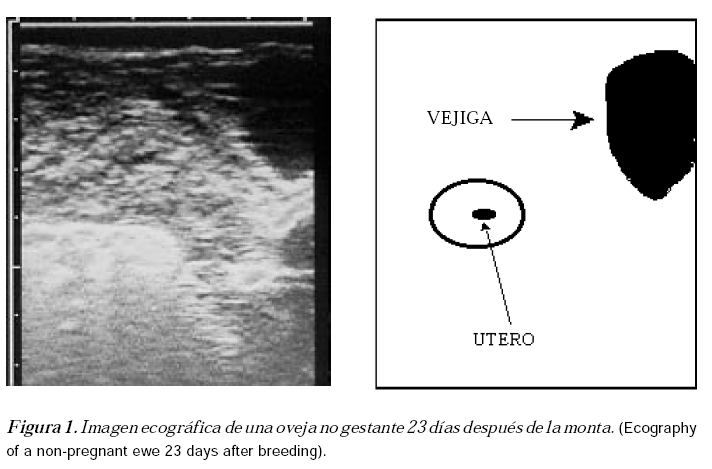 VEJIGA
UTERO
Figura 1. Imagen ecográfica de una oveja no gestante 23 días después de la monta. (Ecography
of a non-pregnant ewe 23 days after breeding).